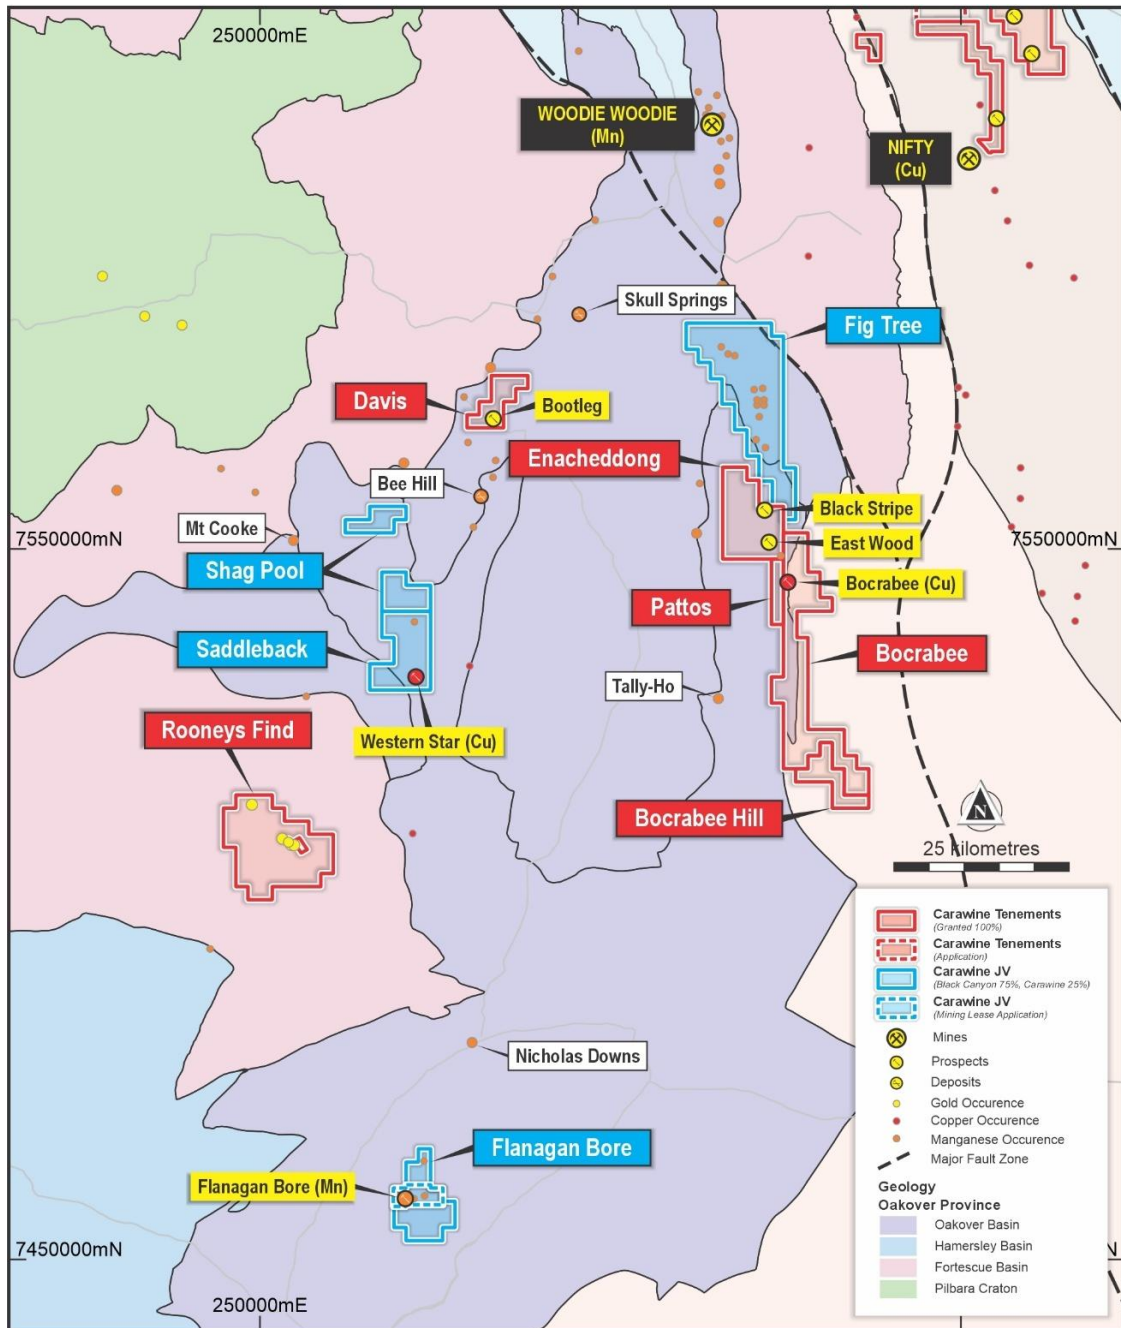 250000mE
WOODIE WOODIE
(Mn)
NIFTY
(Cu)
Skull Springs
Fig Tree
Davis
Bootleg
Enacheddong
Bee Hill
Black Stripe
Mt Cooke
7550000mN
East Wood
7550000mN
Shag Pool
Bocrabee (Cu)
Pattos
Saddleback
Bocrabee
Tally-Ho
Rooneys Find
Western Star (Cu)
Bocrabee Hill
N
25 kilometres
Carawine Tenements
(Granted 100%)
Carawine Tenements
(Application)
Carawine JV
(Black Canyon 75%, Carawine 25%)
Carawine JV
(Mining Lease Application)
Mines
Prospects
Deposits
Gold Occurence
Copper Occurence
Manganese Occurence
Major Fault Zone
Geology
Oakover Province
Oakover Basin
Hamersley Basin
Fortescue Basin
Pilbara Craton
Nicholas Downs
Flanagan Bore
Flanagan Bore (Mn)
7450000mN
N
250000mE